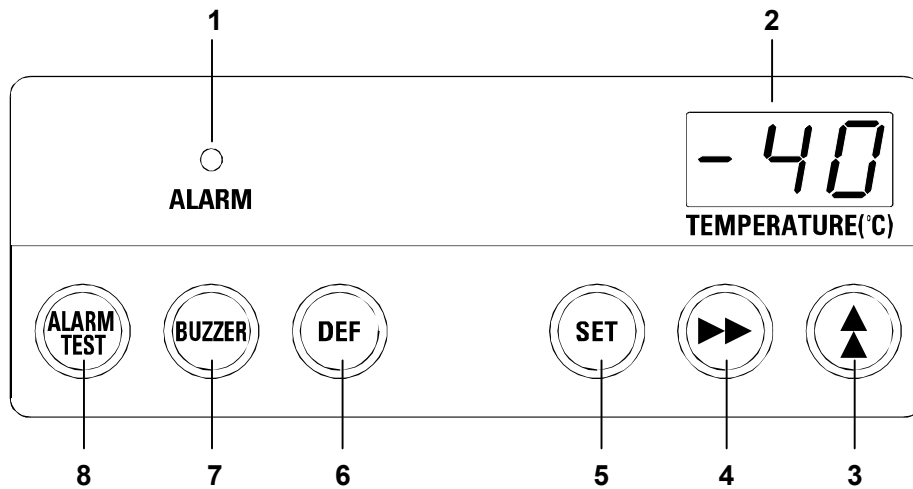 1 2
-40
ALARM
TEMPERATURE(°C)
ALARM TEST BUZZER DEF SET
8 7 6 5 4 3